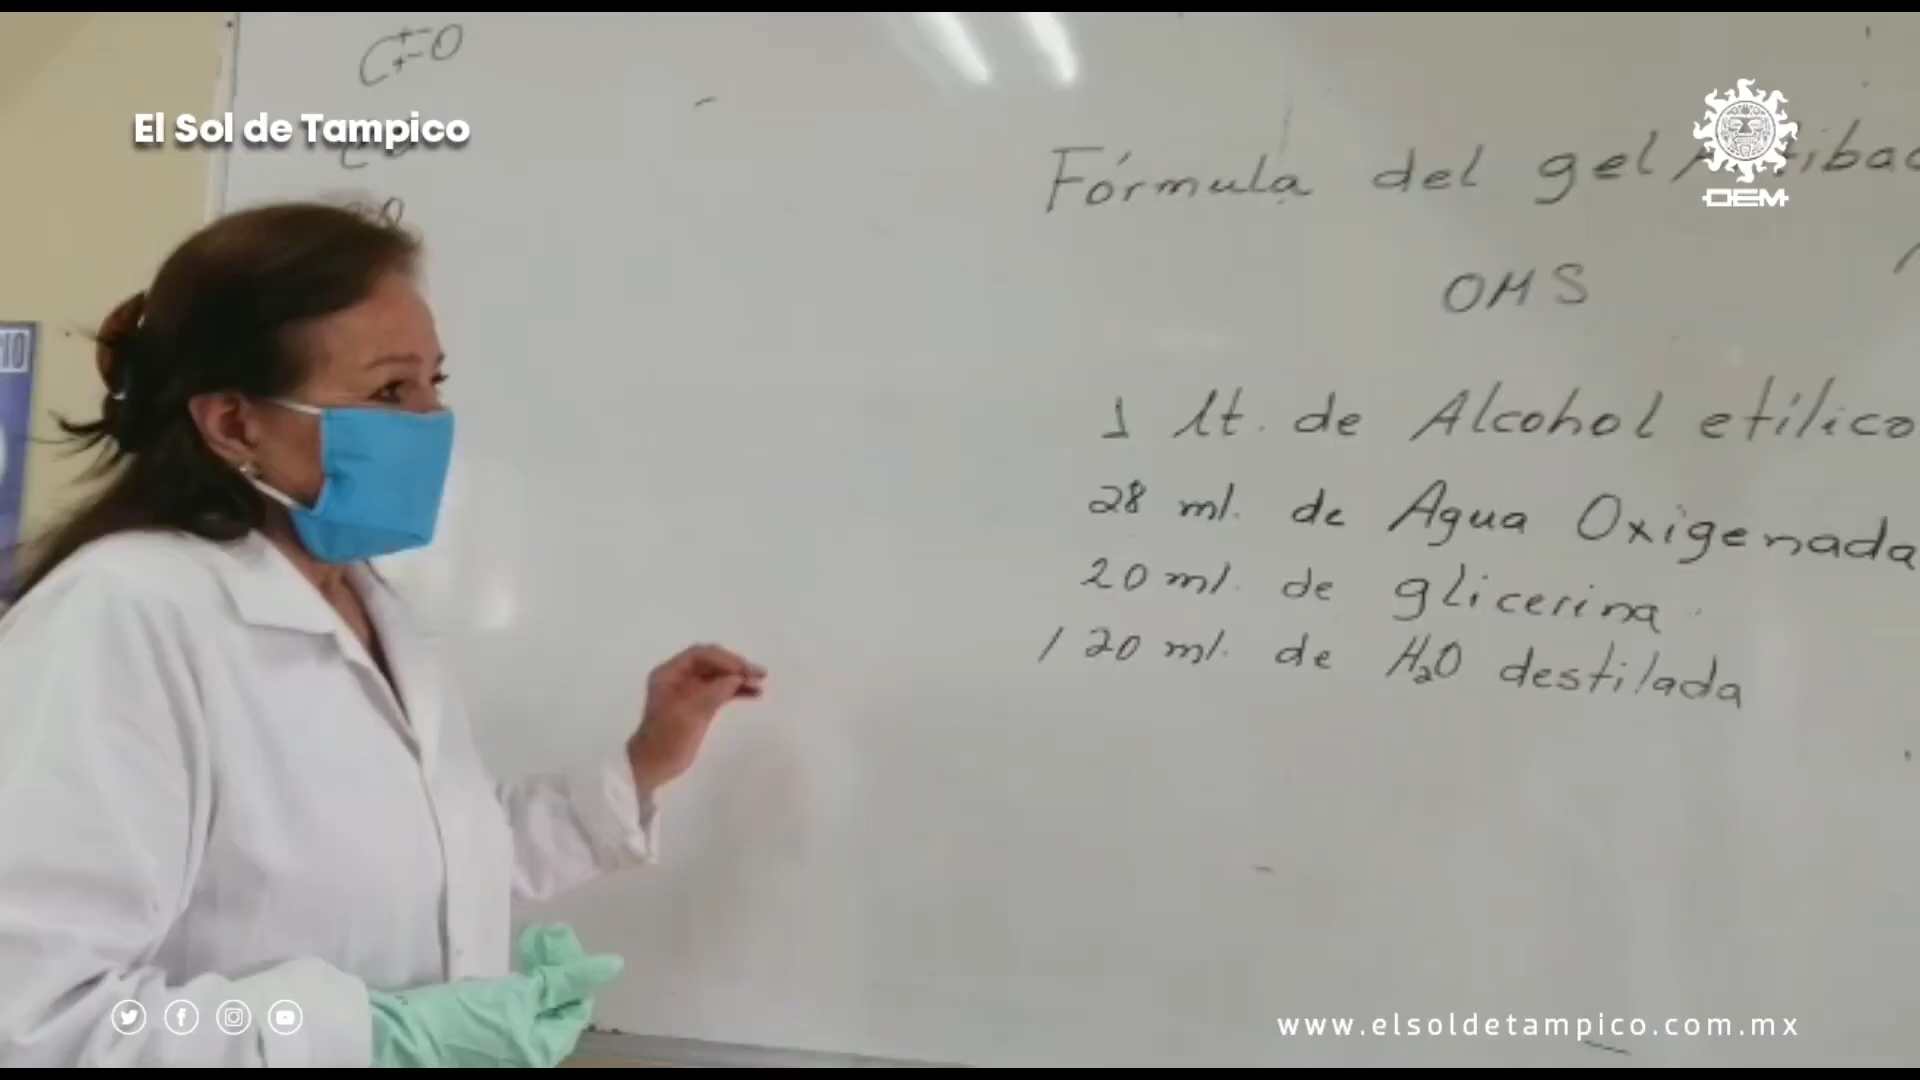 C O
El Sol de Tampico
Fórmula del gel
OEM
OMS
1 lt. de Alcohol etílico
28 ml. de Agua Oxigenada
20 ml. de glicerina
120 ml. de H₂O destilada
www.elsoldetampico.com.mx